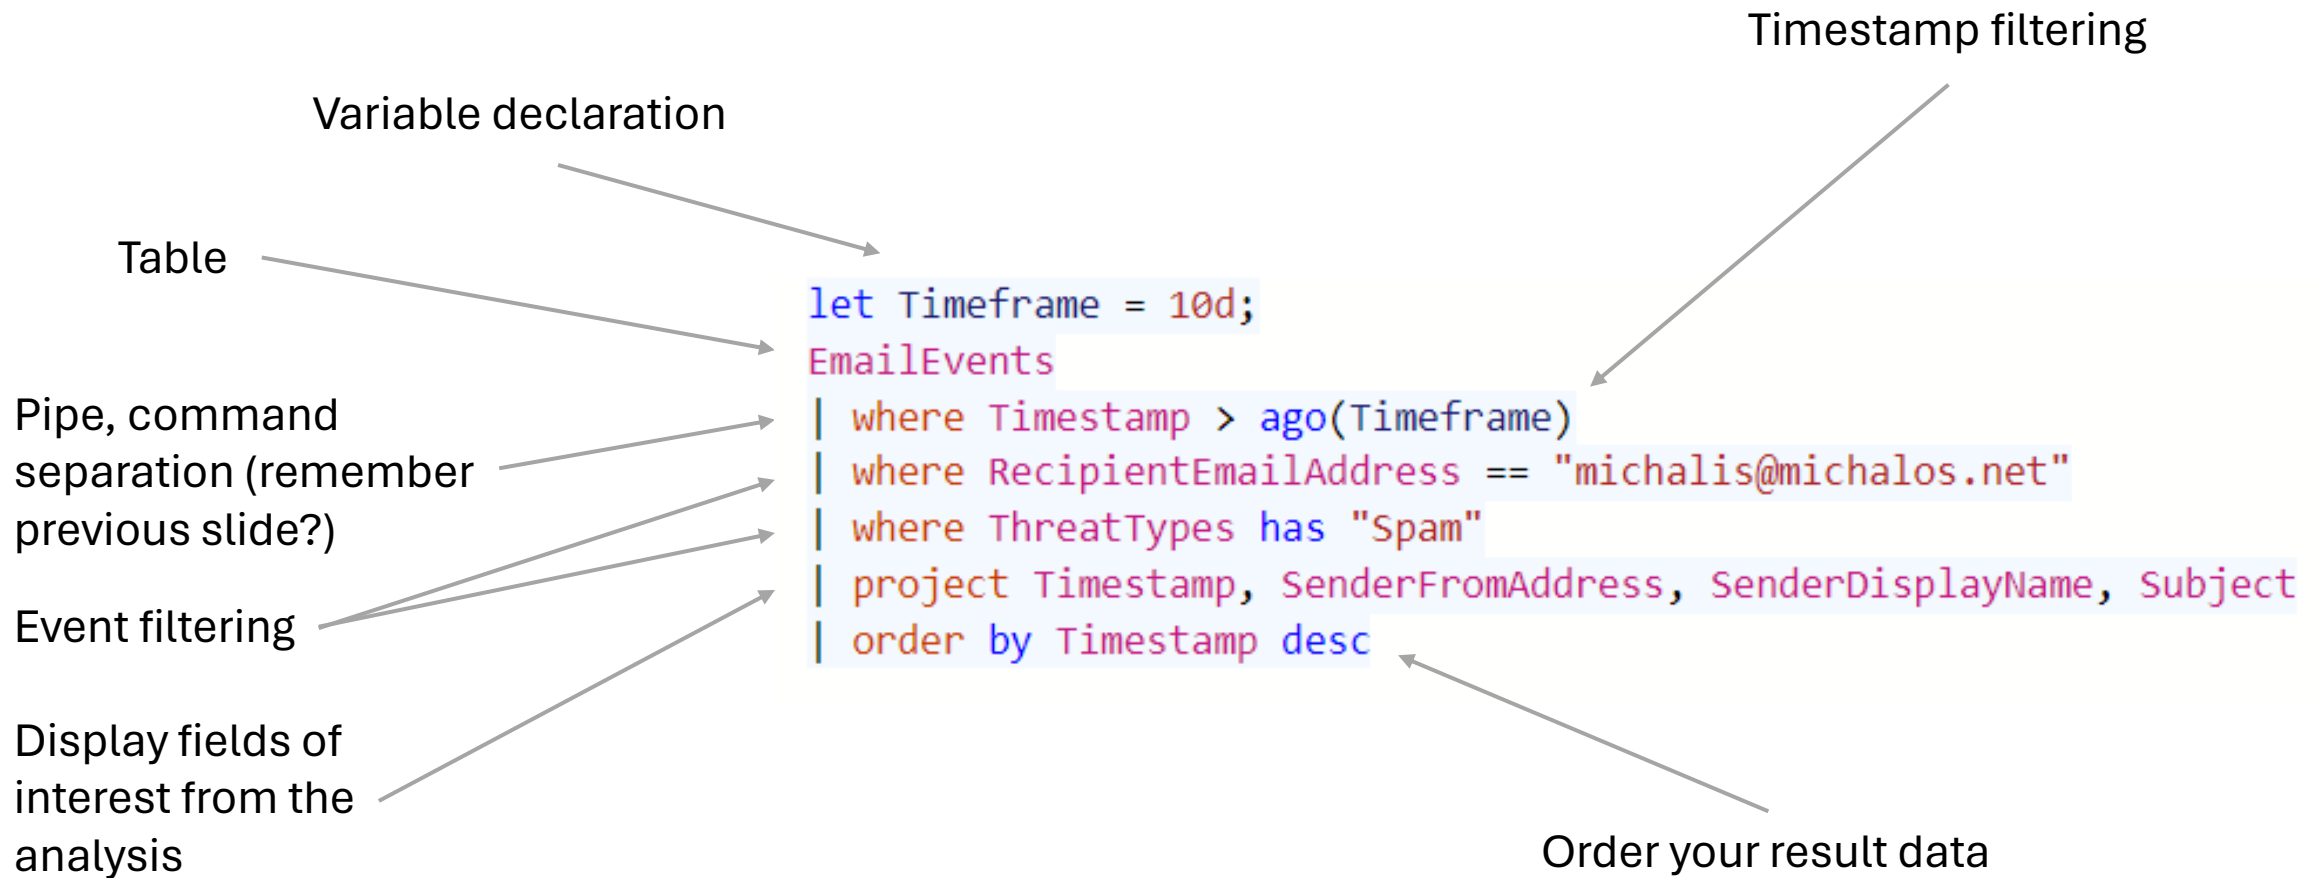 Timestamp filtering
Variable declaration
Table
let Timeframe = 10d;
EmailEvents
| where Timestamp > ago(Timeframe)
| where RecipientEmailAddress == "michalis@michalos.net"
| where ThreatTypes has "Spam"
| project Timestamp, SenderFromAddress, SenderDisplayName, Subject
| order by Timestamp desc
Pipe, command
separation (remember
previous slide?)
Event filtering
Display fields of
interest from the
analysis
Order your result data